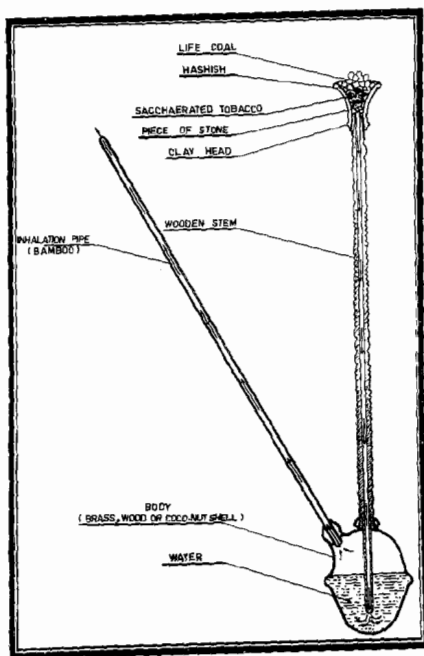 LIFE COAL
HASHISH
SACCHAERATED TOBACCO
PIECE OF STONE
CLAY HEAD
WOODEN STEM
INHALATION PIPE
(BAMBOO)
BODY
(BRASS, WOOD OR COCO-NUT SHELL)
WATER